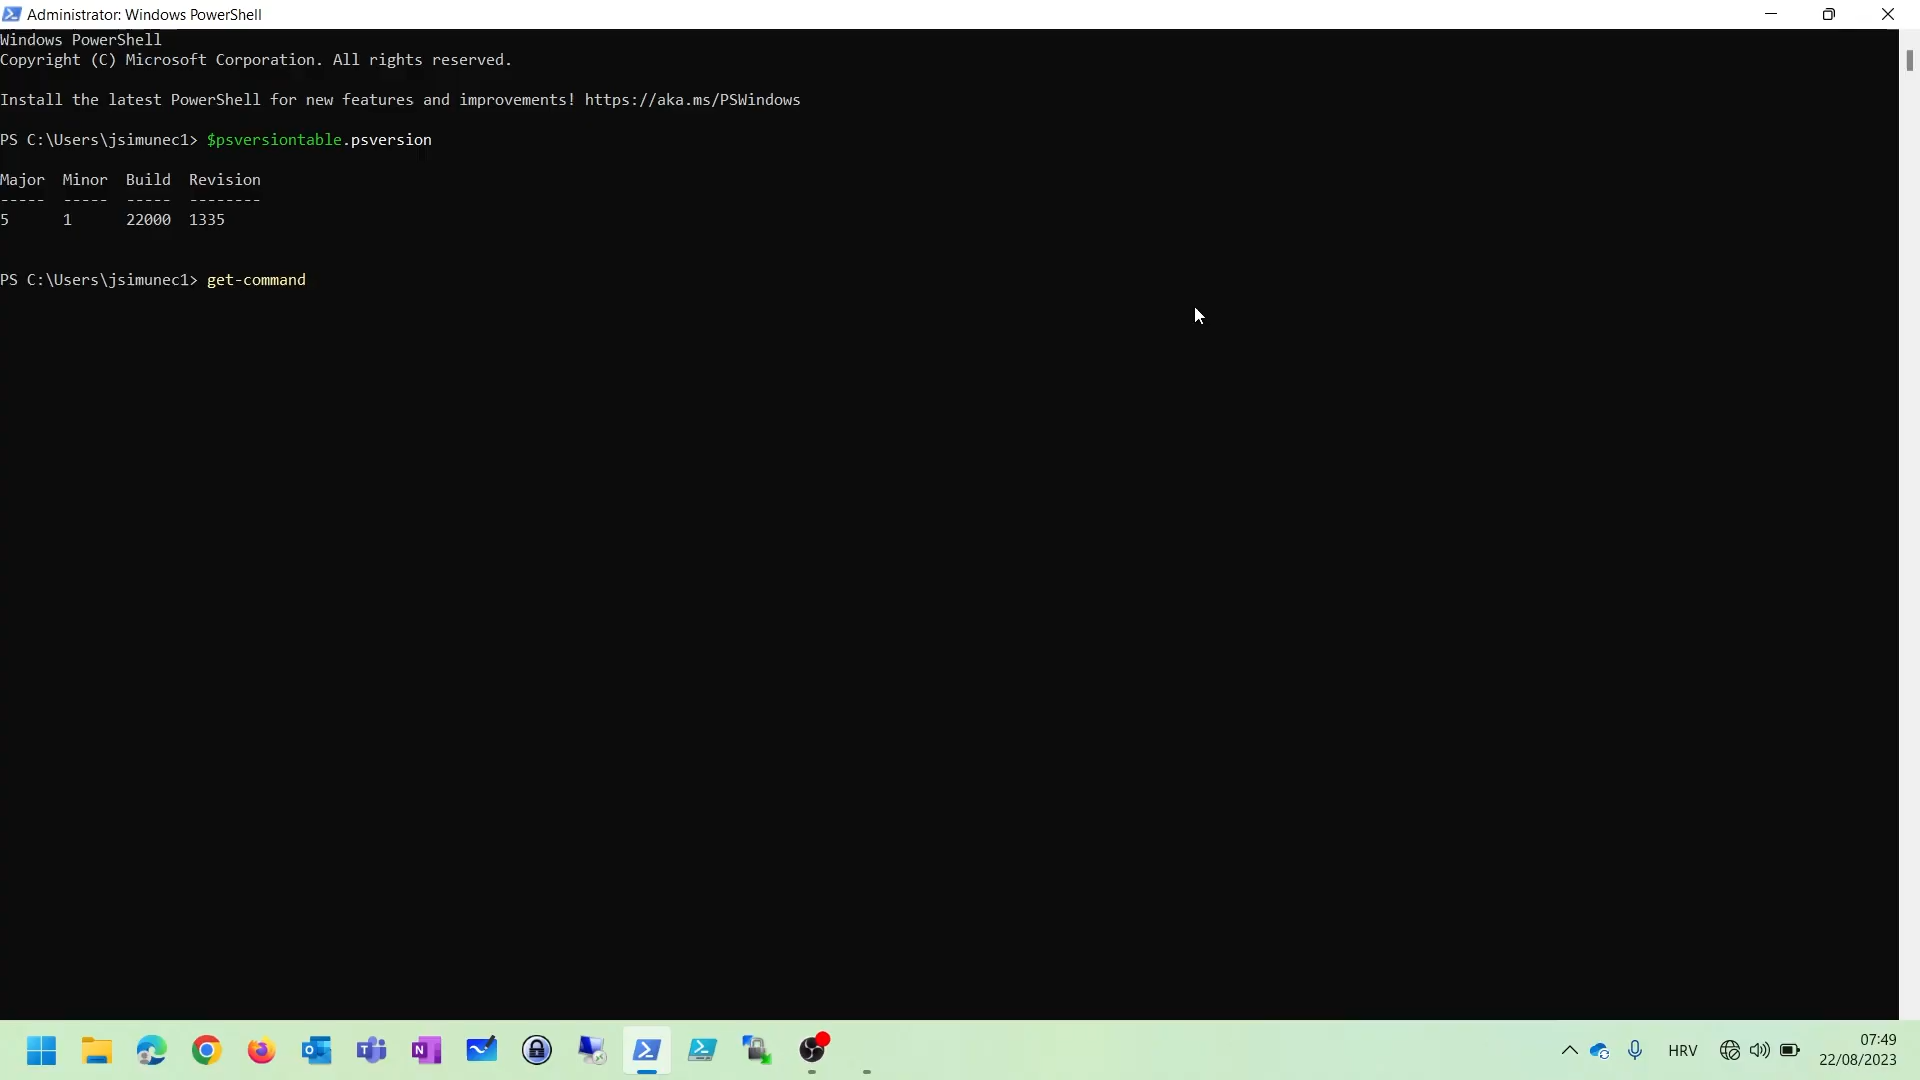 Administrator: Windows PowerShell
Windows PowerShell
Copyright (C) Microsoft Corporation. All rights reserved.
Install the latest PowerShell for new features and improvements! https://aka.ms/PSWindows
PS C:\Users\jsimunec1> $psversiontable.psversion
Major  Minor  Build  Revision
-----  -----  -----  --------
5      1      22000  1335
PS C:\Users\jsimunec1> get-command
HRV
07:49
22/08/2023